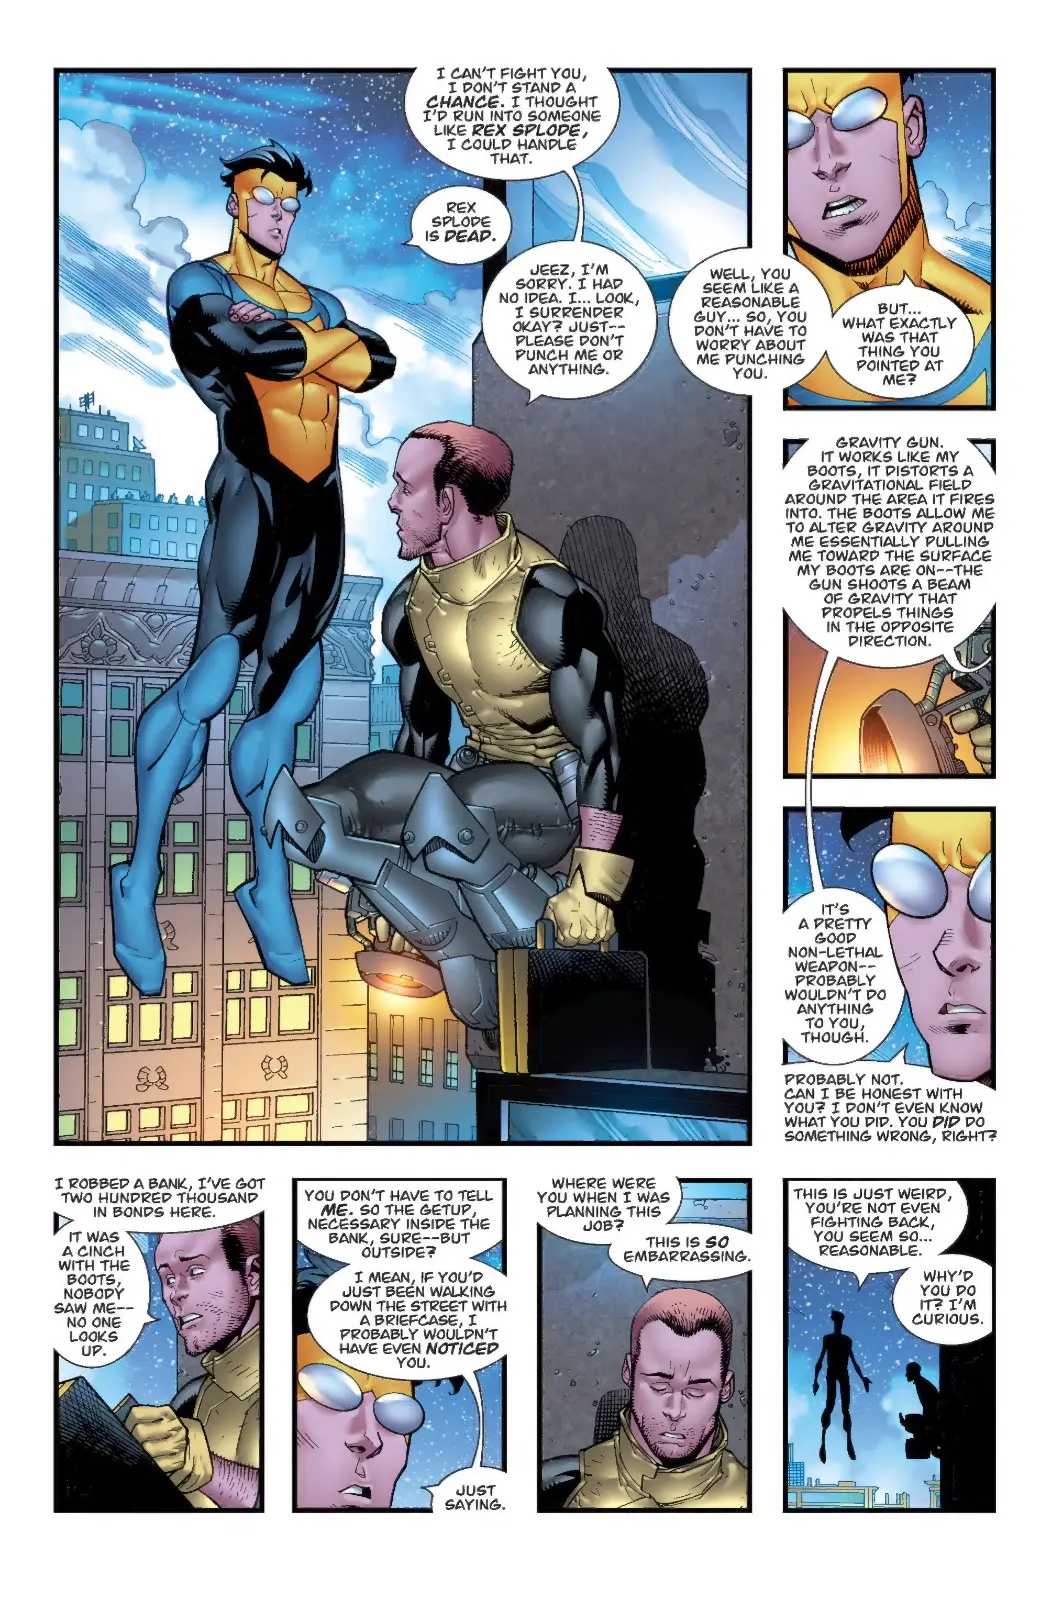 I CAN'T FIGHT YOU,
I DON'T STAND A
CHANCE. I THOUGHT
I'D RUN INTO SOMEONE
LIKE REX SPLODE,
I COULD HANDLE
THAT.
REX
SPLODE
IS DEAD.
JEEZ, I'M
SORRY. I HAD
NO IDEA. I... LOOK,
I SURRENDER
OKAY? JUST--
PLEASE DON'T
PUNCH ME OR
ANYTHING.
WELL, YOU
SEEM LIKE A
REASONABLE
GUY... SO, YOU
DON'T HAVE TO
WORRY ABOUT
ME PUNCHING
YOU.
BUT...
WHAT EXACTLY
WAS THAT
THING YOU
POINTED AT
ME?
GRAVITY GUN.
IT WORKS LIKE MY
BOOTS, IT DISTORTS A
GRAVITATIONAL FIELD
AROUND THE AREA IT FIRES
INTO. THE BOOTS ALLOW ME
TO ALTER GRAVITY AROUND
ME ESSENTIALLY PULLING
ME TOWARD THE SURFACE
MY BOOTS ARE ON--THE
GUN SHOOTS A BEAM
OF GRAVITY THAT
PROPELS THINGS
IN THE OPPOSITE
DIRECTION.
IT'S
A PRETTY
GOOD
NON-LETHAL
WEAPON--
PROBABLY
WOULDN'T DO
ANYTHING
TO YOU,
THOUGH.
PROBABLY NOT.
CAN I BE HONEST WITH
YOU? I DON'T EVEN KNOW
WHAT YOU DID. YOU DID DO
SOMETHING WRONG, RIGHT?
I ROBBED A BANK, I'VE GOT
TWO HUNDRED THOUSAND
IN BONDS HERE.
IT WAS
A CINCH
WITH THE
BOOTS,
NOBODY
SAW ME--
NO ONE
LOOKS
UP.
YOU DON'T HAVE TO TELL
ME. SO THE GETUP,
NECESSARY INSIDE THE
BANK, SURE--BUT
OUTSIDE?
I MEAN, IF YOU'D
JUST BEEN WALKING
DOWN THE STREET WITH
A BRIEFCASE, I
PROBABLY WOULDN'T
HAVE EVEN NOTICED
YOU.
JUST
SAYING.
WHERE WERE
YOU WHEN I WAS
PLANNING THIS
JOB?
THIS IS SO
EMBARRASSING.
THIS IS JUST WEIRD,
YOU'RE NOT EVEN
FIGHTING BACK,
YOU SEEM SO...
REASONABLE.
WHY'D
YOU DO
IT? I'M
CURIOUS.